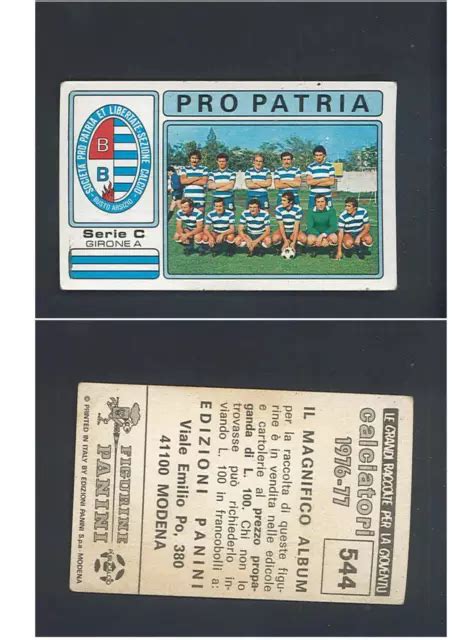 PRO PATRIA
SOCIETÀ PRO PATRIA ET LIBERTATE·SEZIONE CALCIO
B
B
BUSTO ARSIZIO
Serie C
GIRONE A
LE GRANDI RACCOLTE PER LA GIOVENTÙ
calciatori
1976-77
544
IL MAGNIFICO ALBUM
per la raccolta di queste figu-
rine è in vendita nelle edicole
e cartolerie al prezzo propa-
ganda di L. 100. Chi non lo
trovasse può richiederlo in-
viando L. 100 in francobolli a:
EDIZIONI PANINI
Viale Emilio Po, 380
41100 MODENA
FIGURINE
PANINI
© PRINTED IN ITALY BY EDIZIONI PANINI S.p.a.-MODENA